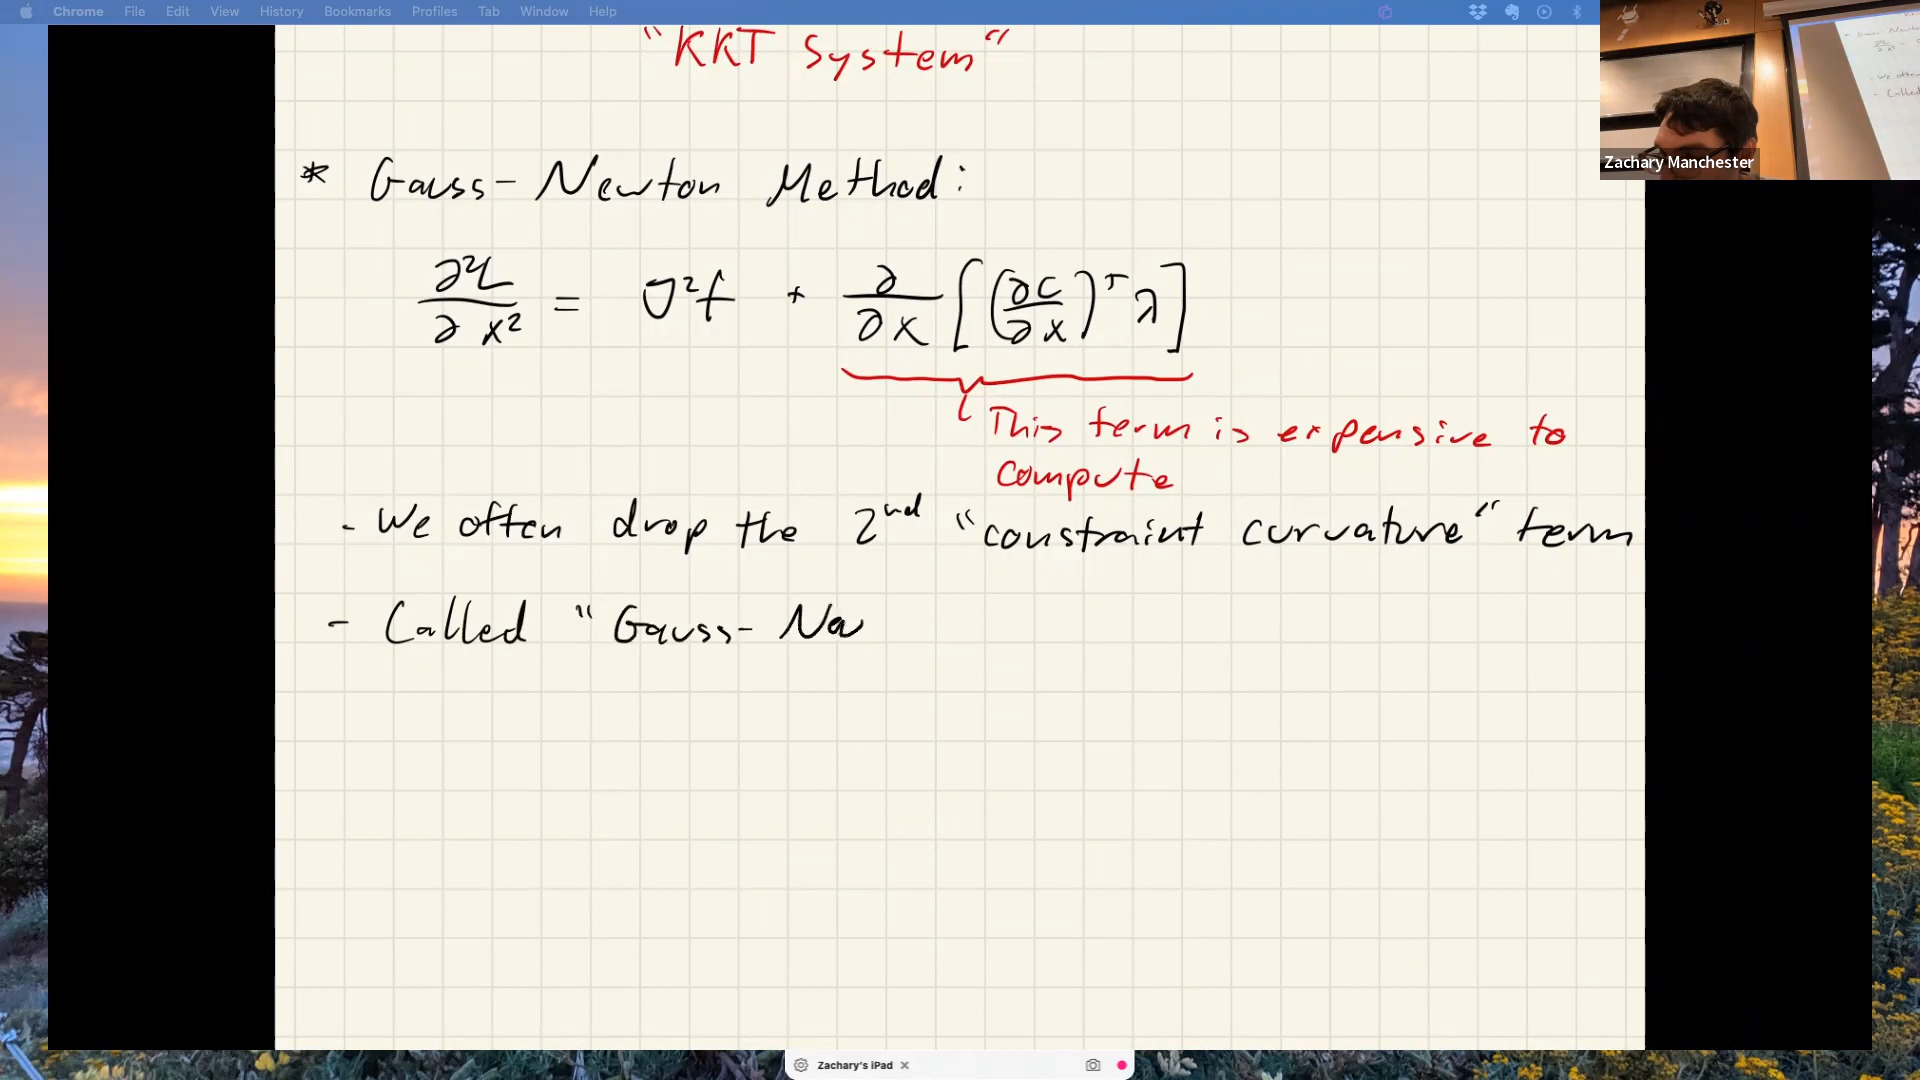 Chrome File Edit View History Bookmarks Profiles Tab Window Help
"KKT System"
Zachary Manchester
* Gauss-Newton Method:
∂²L/∂x² = ∇²f + ∂/∂x [(∂c/∂x)ᵀ λ]
This term is expensive to
compute
- We often drop the 2nd "constraint curvature" term
- Called "Gauss-
Zachary's iPad